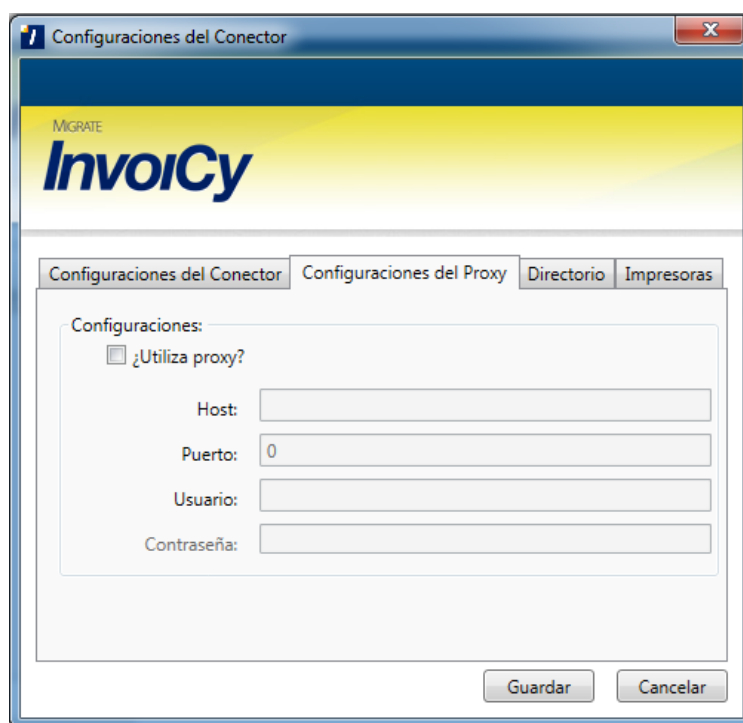 Configuraciones del Conector
MIGRATE
InvoiCy
Configuraciones del Conector Configuraciones del Proxy Directorio Impresoras
Configuraciones:
¿Utiliza proxy?
Host:
Puerto: 0
Usuario:
Contraseña:
Guardar Cancelar